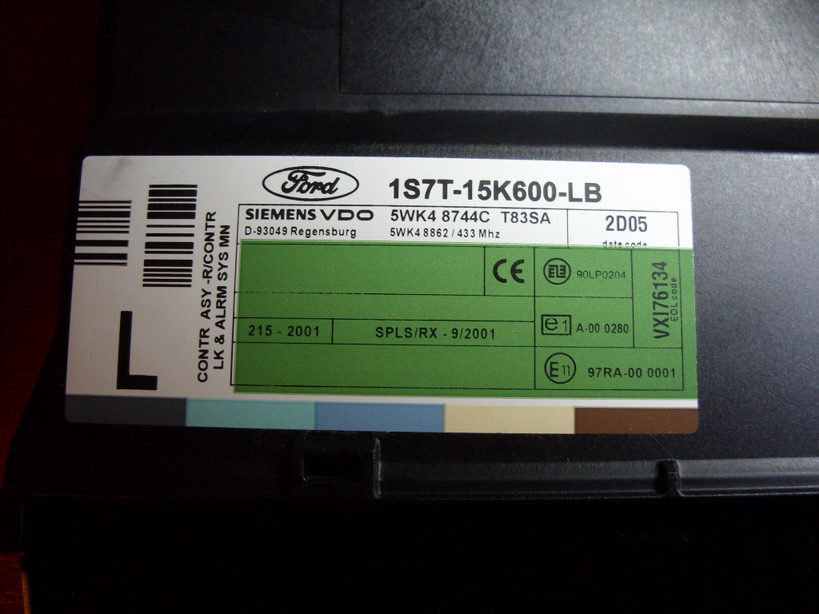 Ford
1S7T-15K600-LB
SIEMENS VDO 5WK4 8744C T83SA 2D05
D-93049 Regensburg 5WK4 8862 / 433 Mhz date code
CE E13 90LP0204
VXI76134
EOL code
215 - 2001 SPLS/RX - 9/2001 e1 A-00 0280
E11 97RA-00 0001
CONTR ASY -R/CONTR
LK & ALRM SYS MN
L